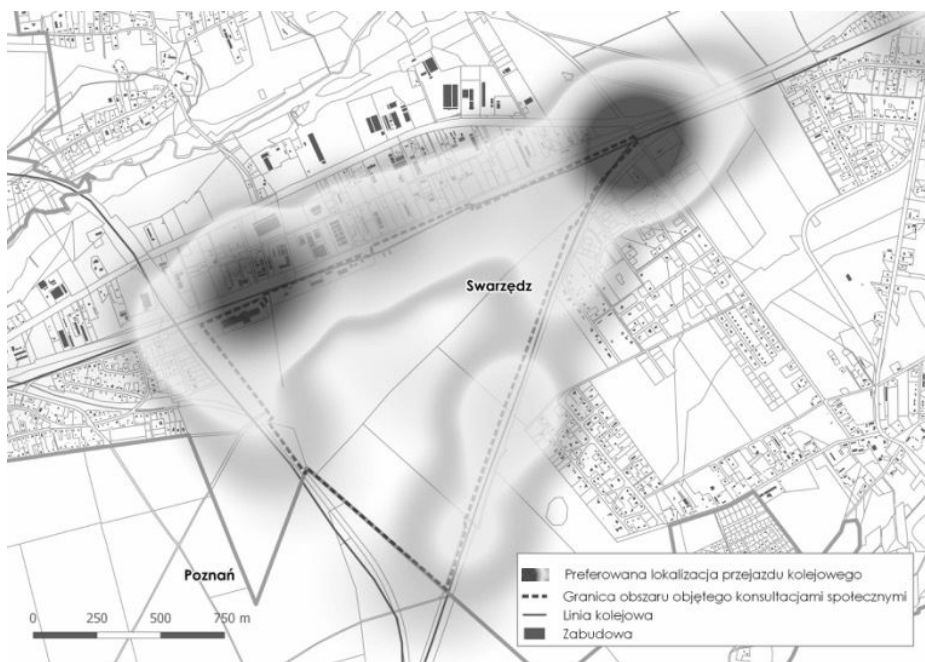 Swarzędz
Poznań
0 250 500 750 m
Preferowana lokalizacja przejazdu kolejowego
Granica obszaru objętego konsultacjami społecznymi
Linia kolejowa
Zabudowa